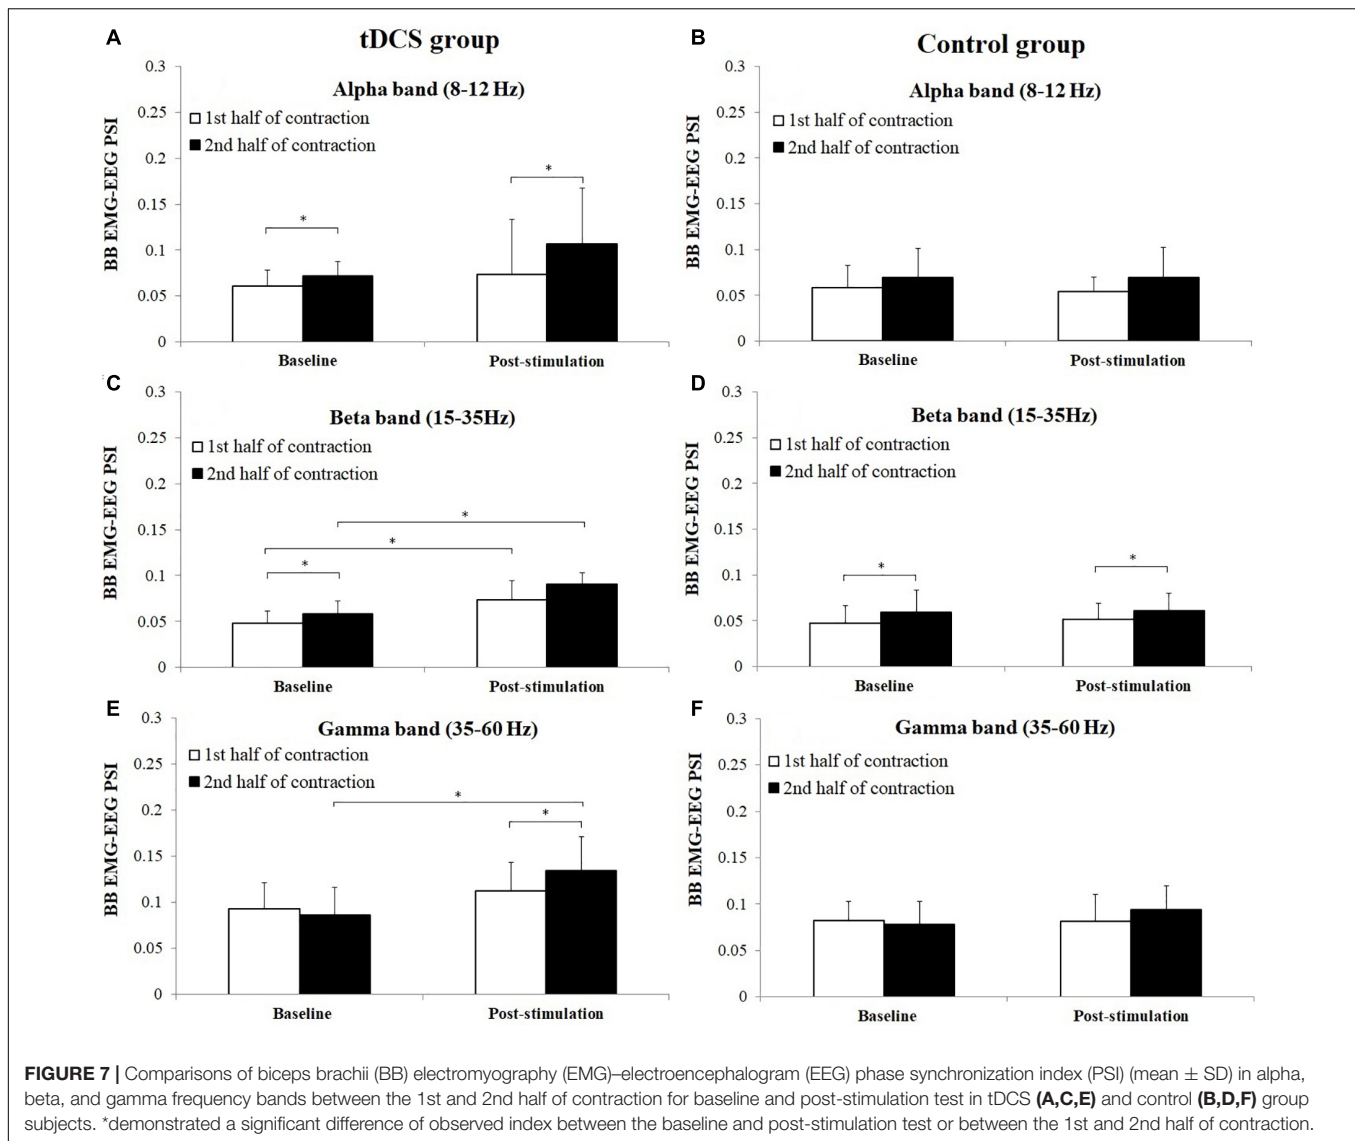 A
tDCS group
Alpha band (8-12 Hz)
1st half of contraction
2nd half of contraction
BB EMG-EEG PSI
0.3
0.25
0.2
0.15
0.1
0.05
0
*
*
Baseline
Post-stimulation
B
Control group
Alpha band (8-12 Hz)
1st half of contraction
2nd half of contraction
BB EMG-EEG PSI
0.3
0.25
0.2
0.15
0.1
0.05
0
Baseline
Post-stimulation
C
Beta band (15-35Hz)
1st half of contraction
2nd half of contraction
BB EMG-EEG PSI
0.3
0.25
0.2
0.15
0.1
0.05
0
*
*
*
Baseline
Post-stimulation
D
Beta band (15-35Hz)
1st half of contraction
2nd half of contraction
BB EMG-EEG PSI
0.3
0.25
0.2
0.15
0.1
0.05
0
*
*
Baseline
Post-stimulation
E
Gamma band (35-60 Hz)
1st half of contraction
2nd half of contraction
BB EMG-EEG PSI
0.3
0.25
0.2
0.15
0.1
0.05
0
*
*
Baseline
Post-stimulation
F
Gamma band (35-60 Hz)
1st half of contraction
2nd half of contraction
BB EMG-EEG PSI
0.3
0.25
0.2
0.15
0.1
0.05
0
Baseline
Post-stimulation
FIGURE 7 | Comparisons of biceps brachii (BB) electromyography (EMG)–electroencephalogram (EEG) phase synchronization index (PSI) (mean ± SD) in alpha,
beta, and gamma frequency bands between the 1st and 2nd half of contraction for baseline and post-stimulation test in tDCS (A,C,E) and control (B,D,F) group
subjects. *demonstrated a significant difference of observed index between the baseline and post-stimulation test or between the 1st and 2nd half of contraction.